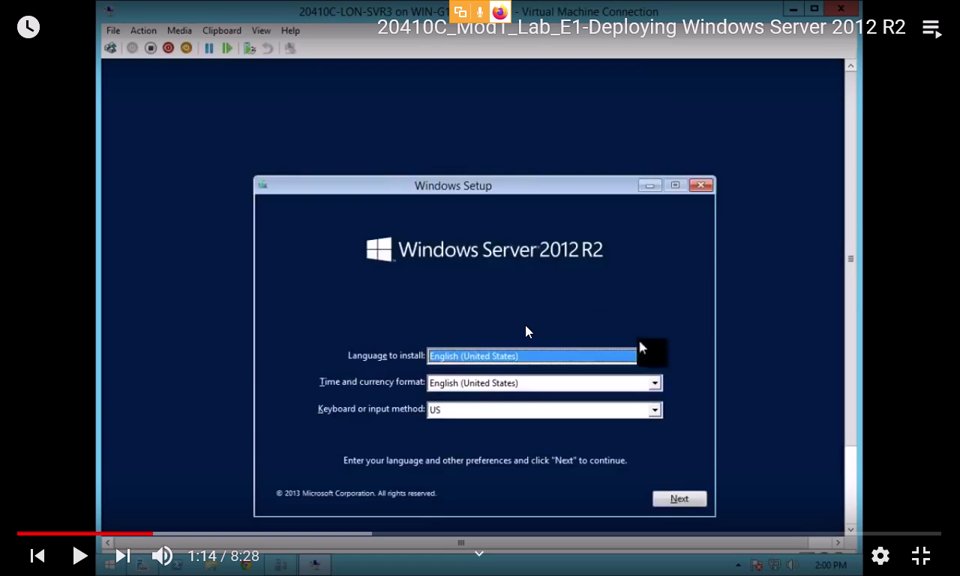 20410C-LON-SVR3 on WIN-G1 - Virtual Machine Connection
20410C_Mod1_Lab_E1-Deploying Windows Server 2012 R2
File Action Media Clipboard View Help
Windows Setup
Windows Server 2012 R2
Language to install: English (United States)
Time and currency format: English (United States)
Keyboard or input method: US
Enter your language and other preferences and click "Next" to continue.
© 2013 Microsoft Corporation. All rights reserved.
Next
1:14 / 8:28
2:00 PM